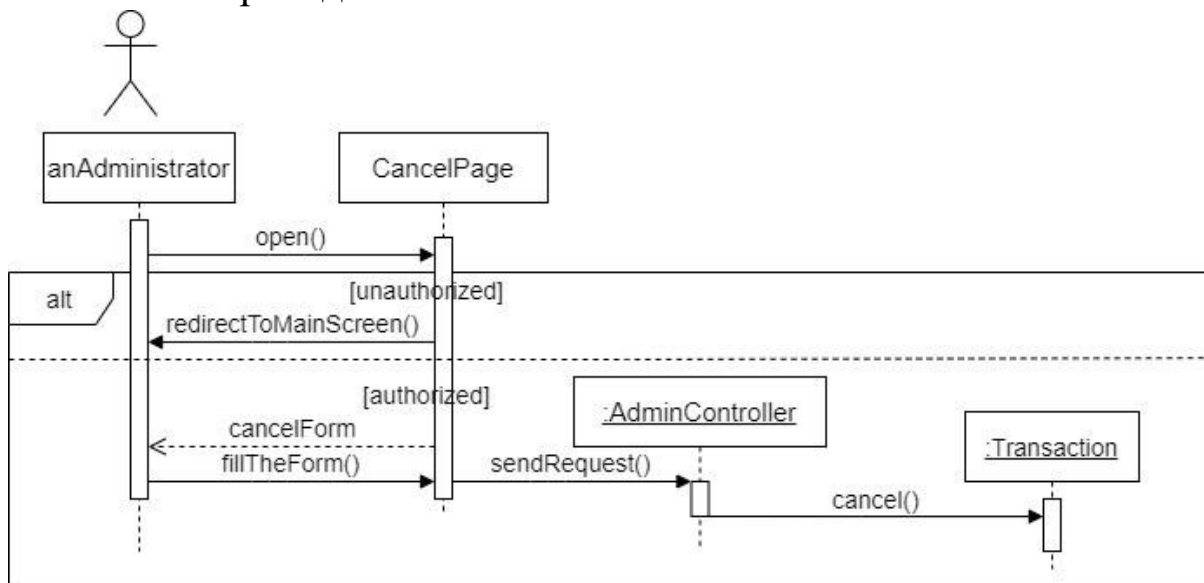 anAdministrator
CancelPage
open()
alt
[unauthorized]
redirectToMainScreen()
[authorized]
:AdminController
cancelForm
:Transaction
fillTheForm()
sendRequest()
cancel()